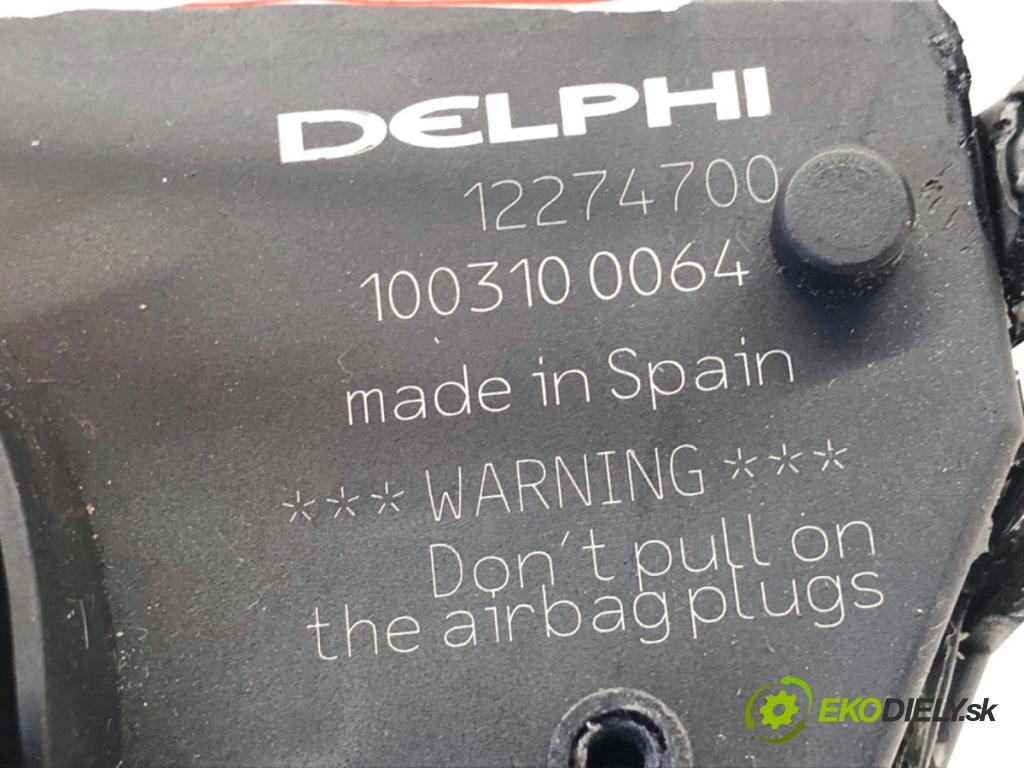 DELPHI
12274700
100310 0064
made in Spain
*** WARNING ***
Don't pull on
the airbag plugs
EKODIELY.sk